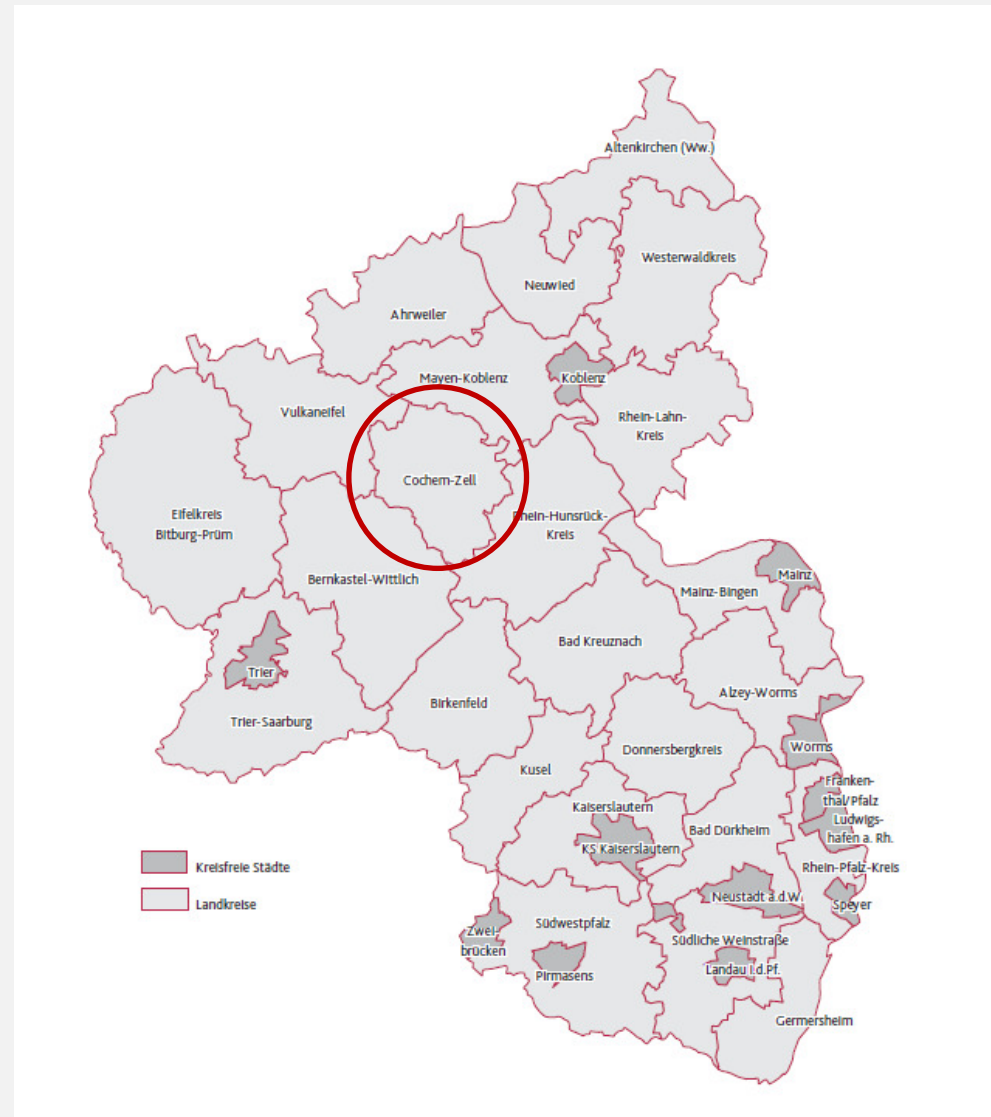 Altenkirchen (Ww.)
Westerwaldkreis
Neuwied
Ahrweiler
Mayen-Koblenz
Koblenz
Vulkaneifel
Rhein-Lahn-
Kreis
Cochem-Zell
Eifelkreis
Bitburg-Prüm
Rhein-Hunsrück-
Kreis
Bernkastel-Wittlich
Mainz
Mainz-Bingen
Bad Kreuznach
Trier
Alzey-Worms
Birkenfeld
Trier-Saarburg
Donnersbergkreis
Worms
Kusel
Franken-
thal/Pfalz
Ludwigs-
hafen a. Rh.
Kaiserslautern
KS Kaiserslautern
Bad Dürkheim
Rhein-Pfalz-Kreis
Kreisfreie Städte
Landkreise
Neustadt a.d.W.
Speyer
Südwestpfalz
Zwei-
brücken
Südliche Weinstraße
Pirmasens
Landau i.d.Pf.
Germersheim